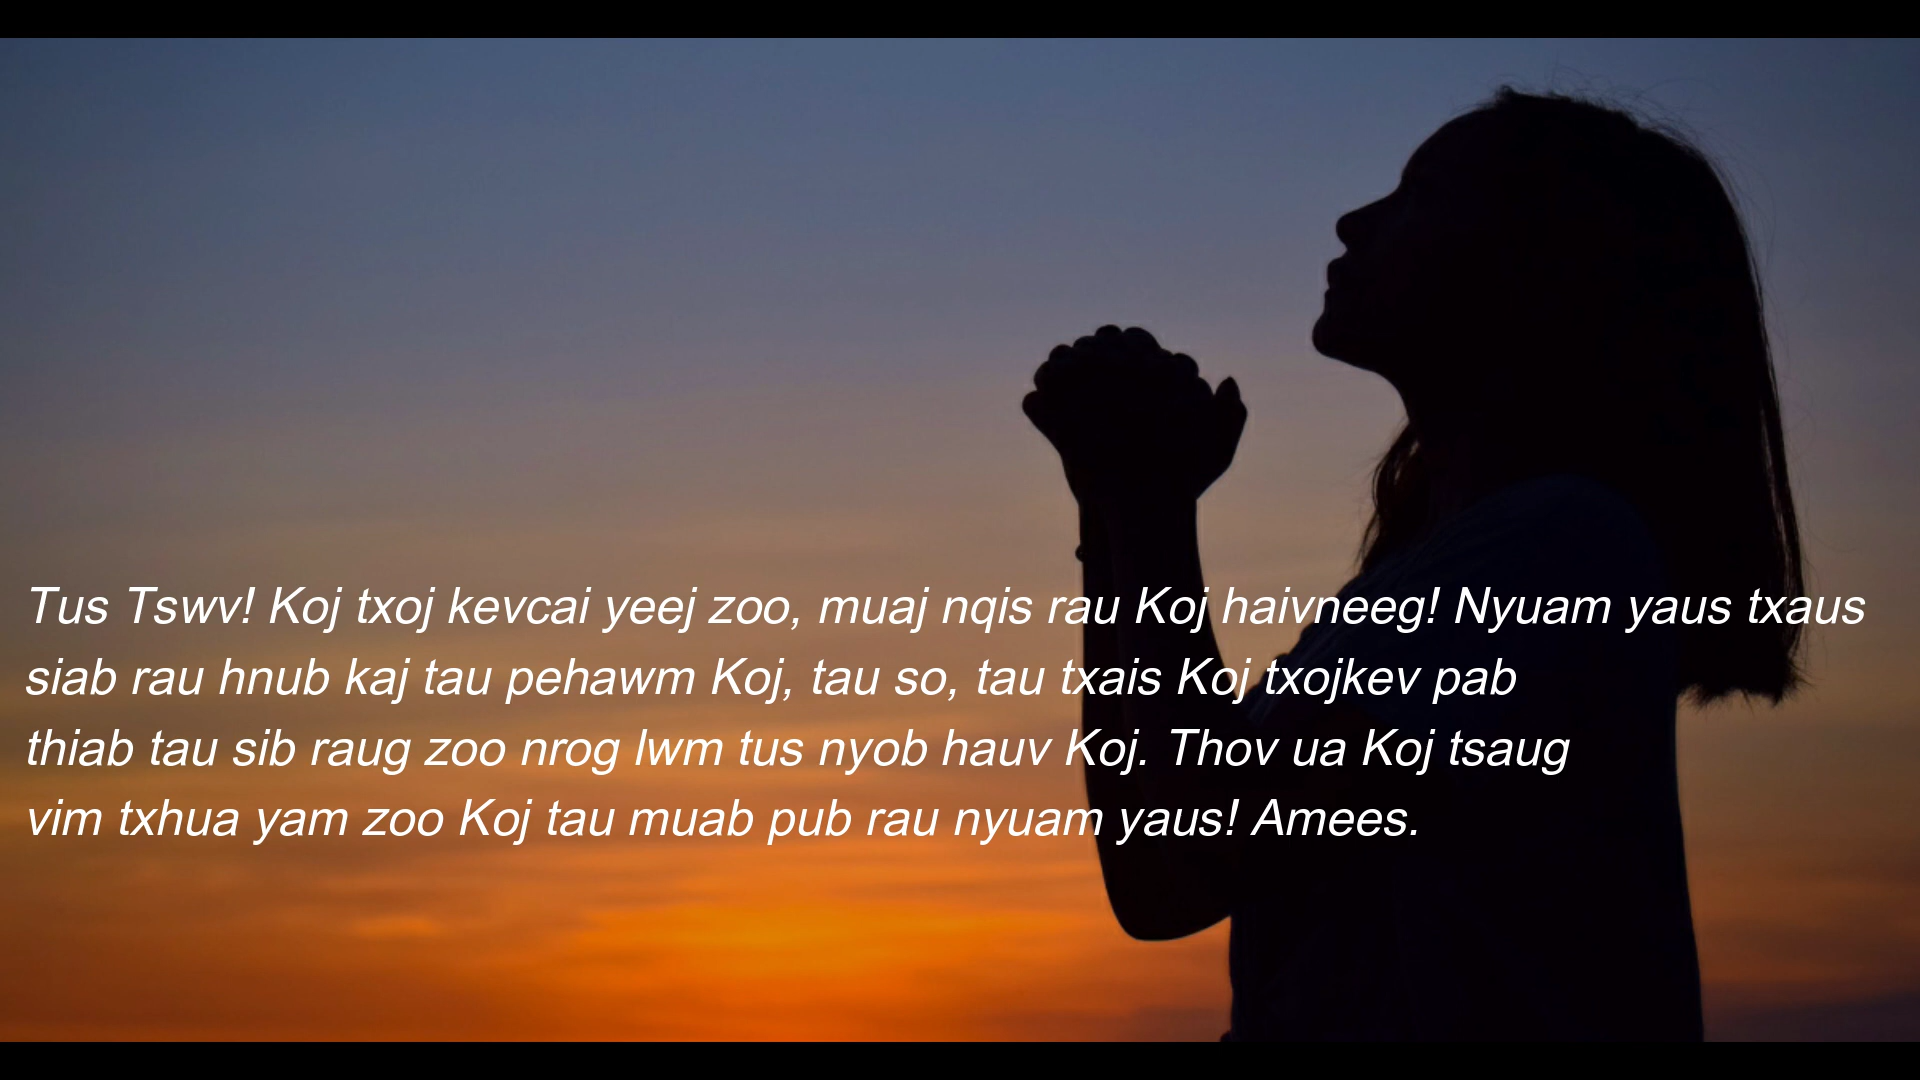 Tus Tswv! Koj txoj kevcai yeej zoo, muaj nqis rau Koj haivneeg! Nyuam yaus txaus
siab rau hnub kaj tau pehawm Koj, tau so, tau txais Koj txojkev pab
thiab tau sib raug zoo nrog lwm tus nyob hauv Koj. Thov ua Koj tsaug
vim txhua yam zoo Koj tau muab pub rau nyuam yaus! Amees.